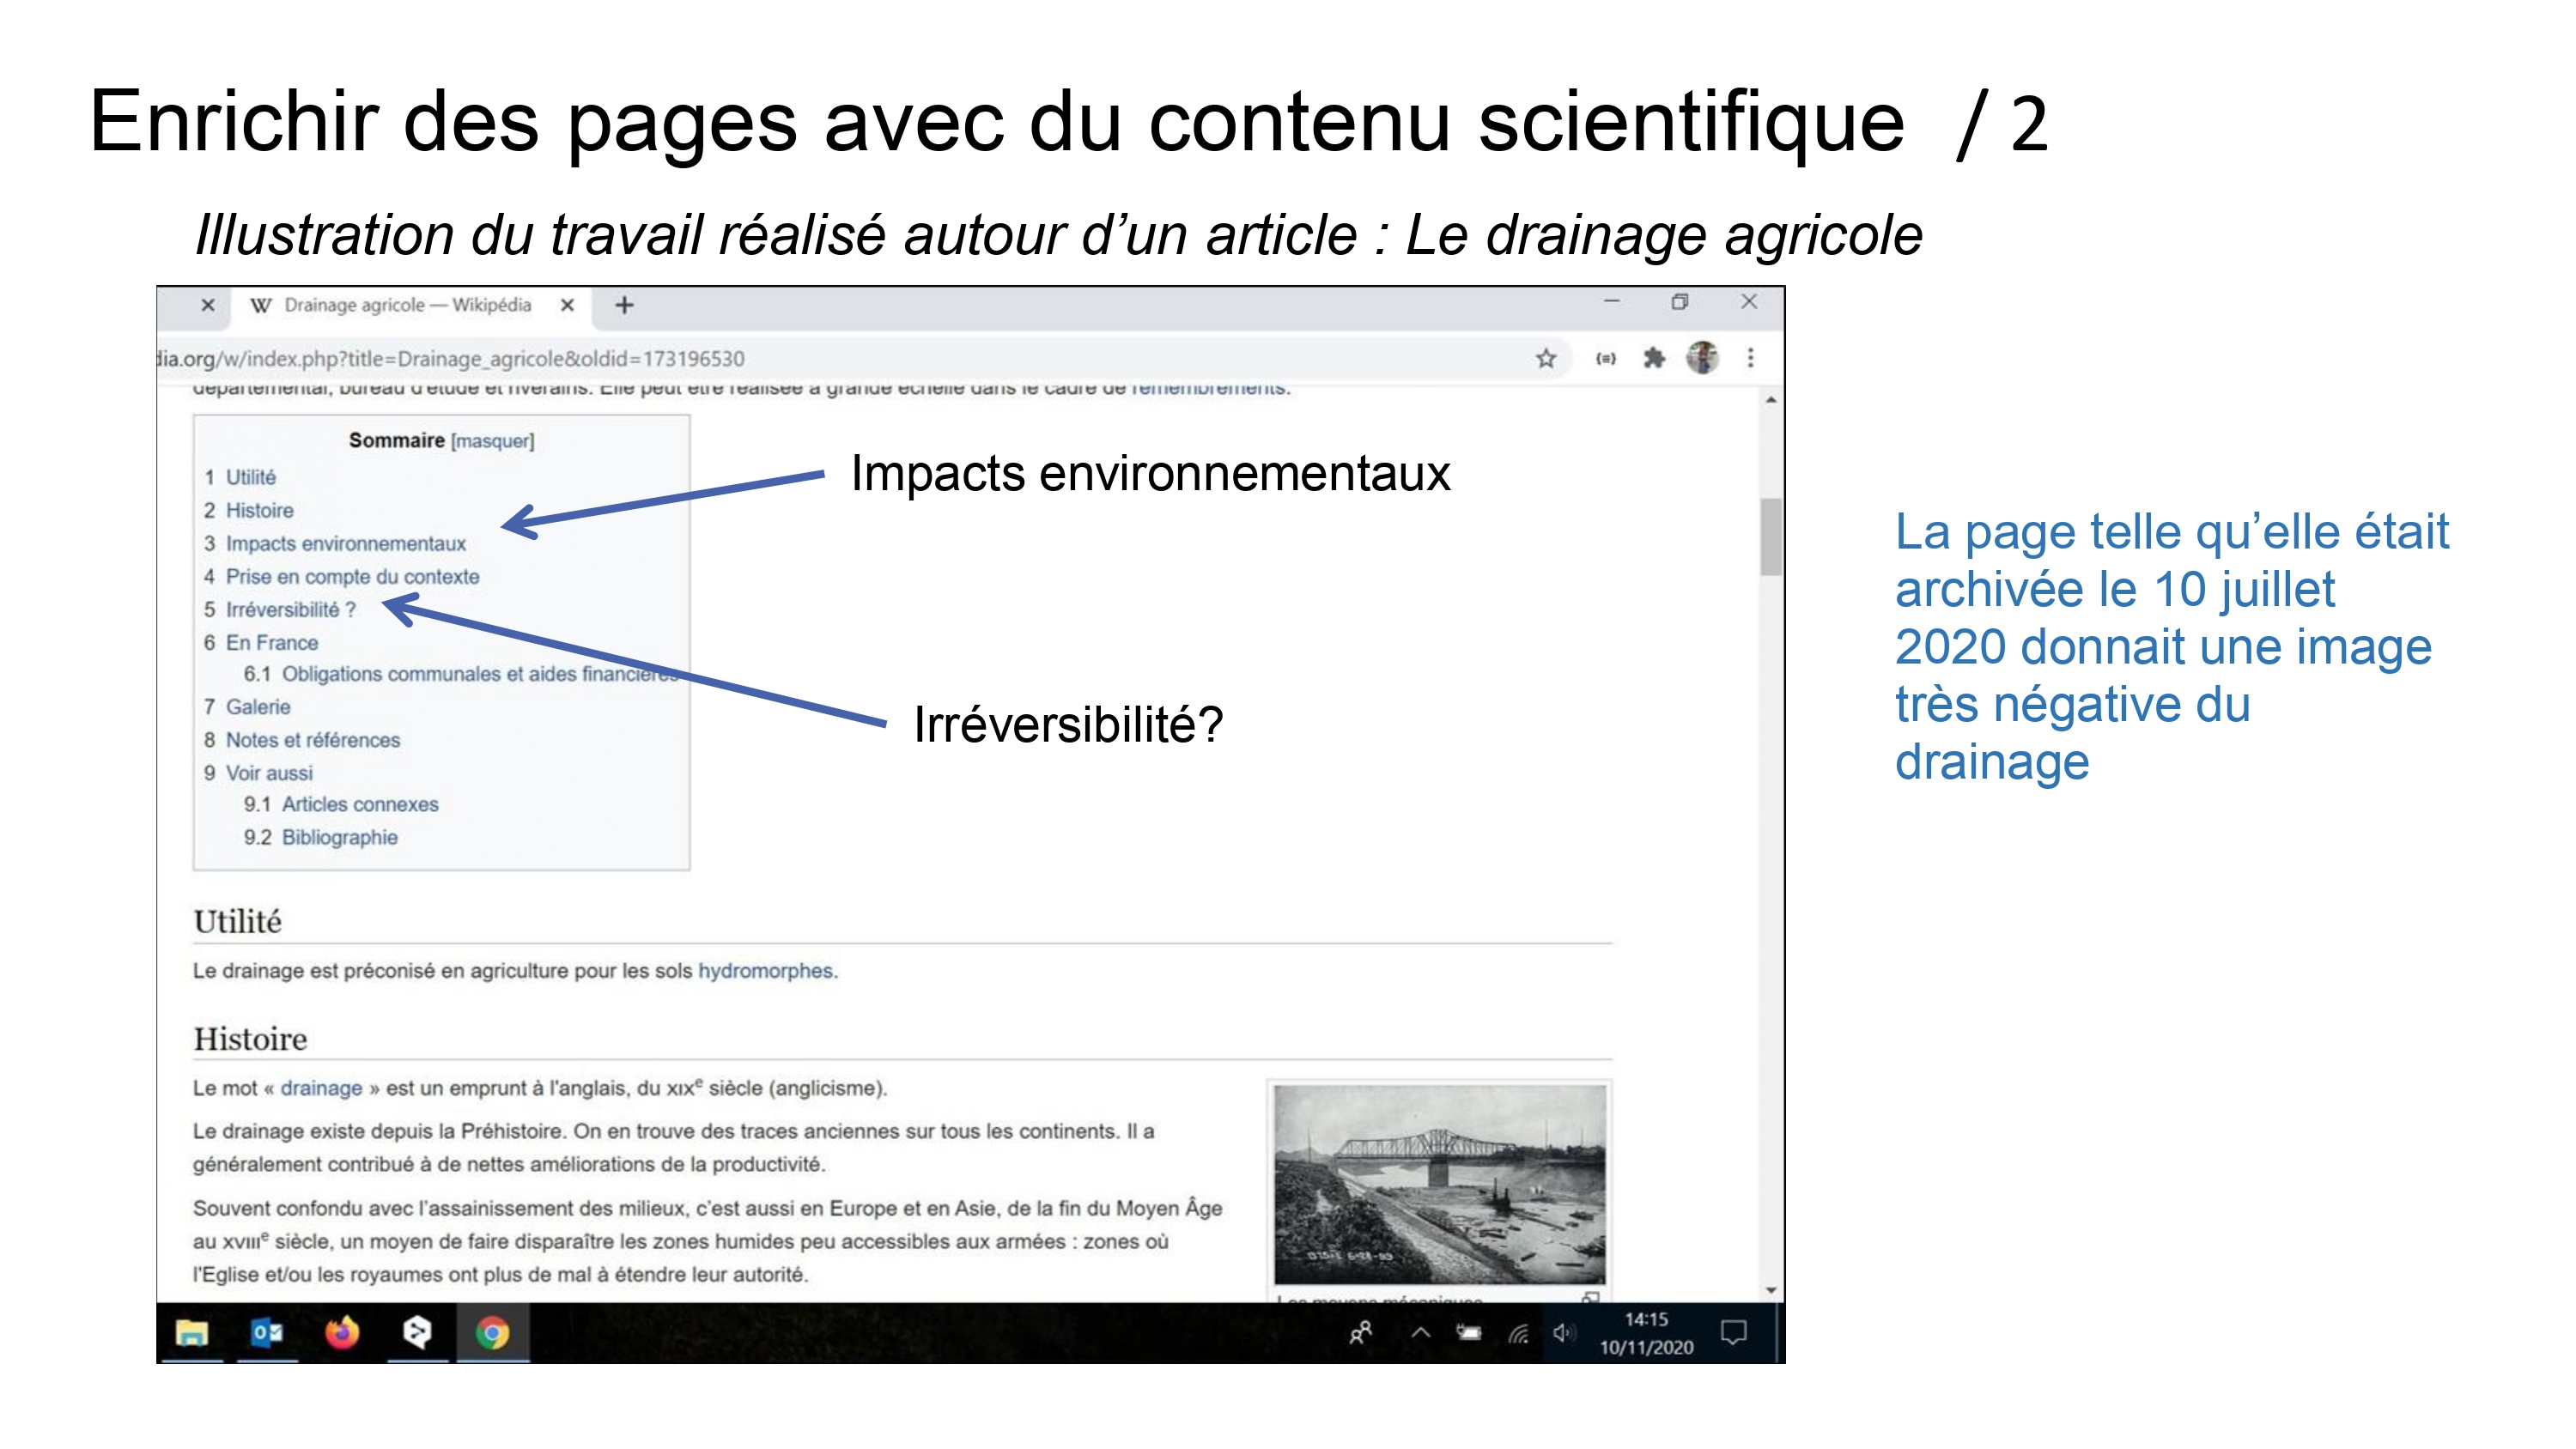 Enrichir des pages avec du contenu scientifique / 2
Illustration du travail réalisé autour d’un article : Le drainage agricole
Drainage agricole — Wikipédia
dia.org/w/index.php?title=Drainage_agricole&oldid=173196530
départemental, bureau d'étude et riverains. Elle peut être réalisée à grande échelle dans le cadre de remembrements.
Sommaire [masquer]
1 Utilité
2 Histoire
3 Impacts environnementaux
4 Prise en compte du contexte
5 Irréversibilité ?
6 En France
6.1 Obligations communales et aides financières
7 Galerie
8 Notes et références
9 Voir aussi
9.1 Articles connexes
9.2 Bibliographie
Impacts environnementaux
Irréversibilité?
La page telle qu’elle était
archivée le 10 juillet
2020 donnait une image
très négative du
drainage
Utilité
Le drainage est préconisé en agriculture pour les sols hydromorphes.
Histoire
Le mot « drainage » est un emprunt à l'anglais, du XIXe siècle (anglicisme).
Le drainage existe depuis la Préhistoire. On en trouve des traces anciennes sur tous les continents. Il a
généralement contribué à de nettes améliorations de la productivité.
Souvent confondu avec l'assainissement des milieux, c'est aussi en Europe et en Asie, de la fin du Moyen Âge
au XVIIIe siècle, un moyen de faire disparaître les zones humides peu accessibles aux armées : zones où
l'Eglise et/ou les royaumes ont plus de mal à étendre leur autorité.
Les moyens mécaniques
14:15
10/11/2020